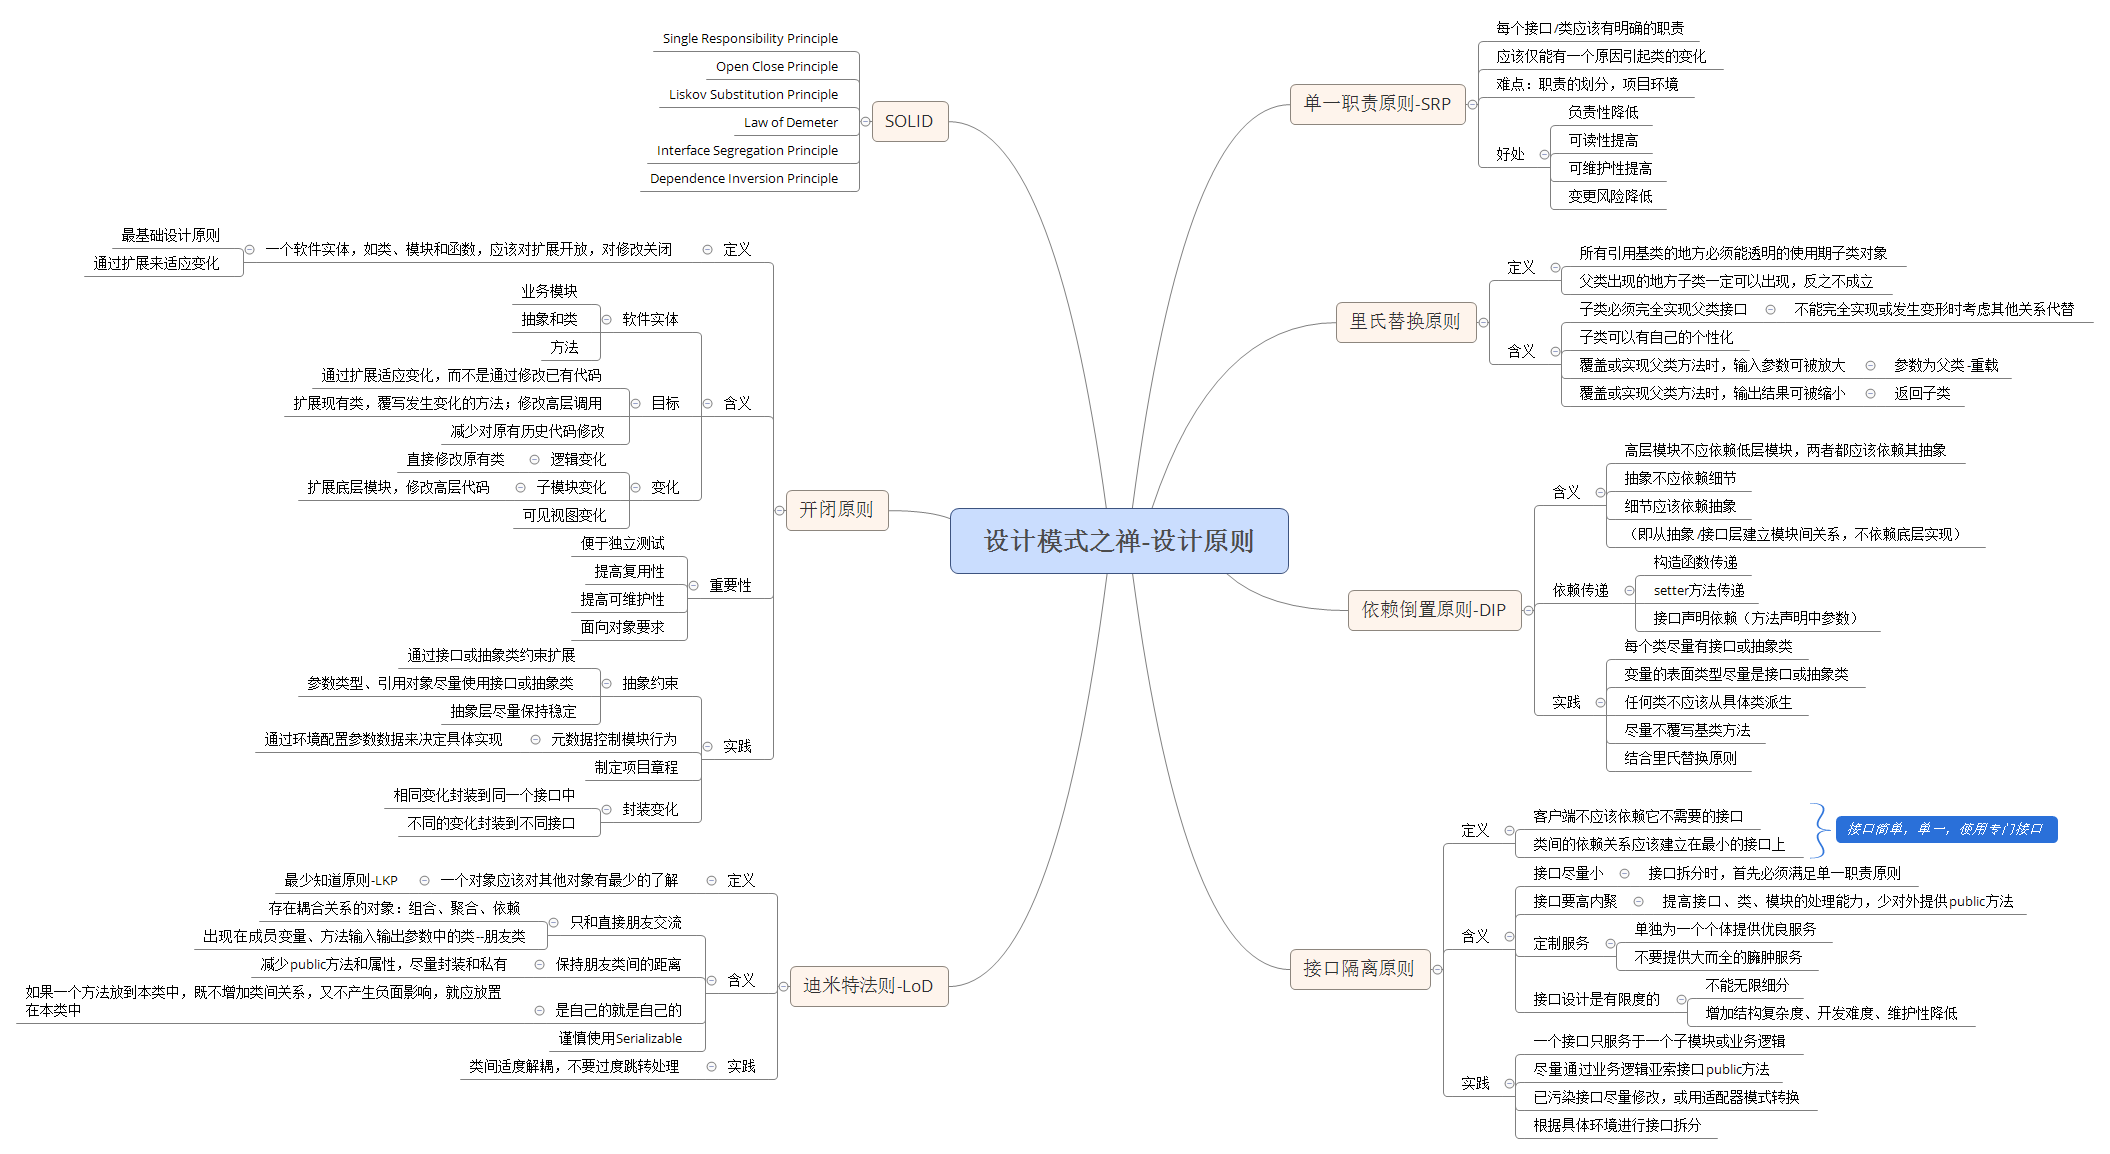 设计模式之禅-设计原则
SOLID
Single Responsibility Principle
Open Close Principle
Liskov Substitution Principle
Law of Demeter
Interface Segregation Principle
Dependence Inversion Principle
开闭原则
定义
一个软件实体，如类、模块和函数，应该对扩展开放，对修改关闭
最基础设计原则
通过扩展来适应变化
含义
软件实体
业务模块
抽象和类
方法
目标
通过扩展适应变化，而不是通过修改已有代码
扩展现有类，覆写发生变化的方法；修改高层调用
减少对原有历史代码修改
变化
逻辑变化
直接修改原有类
子模块变化
扩展底层模块，修改高层代码
可见视图变化
重要性
便于独立测试
提高复用性
提高可维护性
面向对象要求
实践
抽象约束
通过接口或抽象类约束扩展
参数类型、引用对象尽量使用接口或抽象类
抽象层尽量保持稳定
元数据控制模块行为
通过环境配置参数数据来决定具体实现
制定项目章程
封装变化
相同变化封装到同一个接口中
不同的变化封装到不同接口
迪米特法则-LoD
定义
一个对象应该对其他对象有最少的了解
最少知道原则-LKP
含义
只和直接朋友交流
存在耦合关系的对象：组合、聚合、依赖
出现在成员变量、方法输入输出参数中的类--朋友类
保持朋友类间的距离
减少public方法和属性，尽量封装和私有
是自己的就是自己的
如果一个方法放到本类中，既不增加类间关系，又不产生负面影响，就应放置
在本类中
谨慎使用Serializable
实践
类间适度解耦，不要过度跳转处理
单一职责原则-SRP
每个接口/类应该有明确的职责
应该仅能有一个原因引起类的变化
难点：职责的划分，项目环境
好处
负责性降低
可读性提高
可维护性提高
变更风险降低
里氏替换原则
定义
所有引用基类的地方必须能透明的使用期子类对象
父类出现的地方子类一定可以出现，反之不成立
含义
子类必须完全实现父类接口
不能完全实现或发生变形时考虑其他关系代替
子类可以有自己的个性化
覆盖或实现父类方法时，输入参数可被放大
参数为父类-重载
覆盖或实现父类方法时，输出结果可被缩小
返回子类
依赖倒置原则-DIP
含义
高层模块不应依赖低层模块，两者都应该依赖其抽象
抽象不应依赖细节
细节应该依赖抽象
（即从抽象/接口层建立模块间关系，不依赖底层实现）
依赖传递
构造函数传递
setter方法传递
接口声明依赖（方法声明中参数）
实践
每个类尽量有接口或抽象类
变量的表面类型尽量是接口或抽象类
任何类不应该从具体类派生
尽量不覆写基类方法
结合里氏替换原则
接口隔离原则
定义
客户端不应该依赖它不需要的接口
类间的依赖关系应该建立在最小的接口上
接口简单，单一，使用专门接口
含义
接口尽量小
接口拆分时，首先必须满足单一职责原则
接口要高内聚
提高接口、类、模块的处理能力，少对外提供public方法
定制服务
单独为一个个体提供优良服务
不要提供大而全的臃肿服务
接口设计是有限度的
不能无限细分
增加结构复杂度、开发难度、维护性降低
实践
一个接口只服务于一个子模块或业务逻辑
尽量通过业务逻辑亚索接口public方法
已污染接口尽量修改，或用适配器模式转换
根据具体环境进行接口拆分